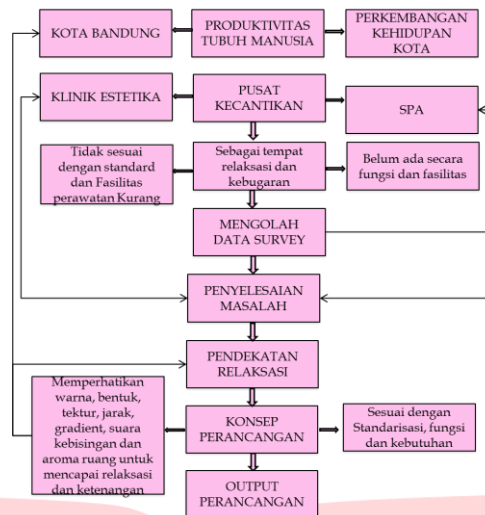 KOTA BANDUNG
PRODUKTIVITAS
TUBUH MANUSIA
PERKEMBANGAN
KEHIDUPAN
KOTA
KLINIK ESTETIKA
PUSAT
KECANTIKAN
SPA
Tidak sesuai
dengan standard
dan Fasilitas
perawatan Kurang
Sebagai tempat
relaksasi dan
kebugaran
Belum ada secara
fungsi dan fasilitas
MENGOLAH
DATA SURVEY
PENYELESAIAN
MASALAH
PENDEKATAN
RELAKSASI
Memperhatikan
warna, bentuk,
tektur, jarak,
gradient, suara
kebisingan dan
aroma ruang untuk
mencapai relaksasi
dan ketenangan
KONSEP
PERANCANGAN
Sesuai dengan
Standarisasi, fungsi
dan kebutuhan
OUTPUT
PERANCANGAN